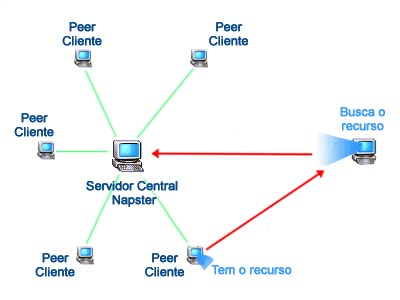 Peer
Cliente
Peer
Cliente
Busca o
recurso
Peer
Cliente
Servidor Central
Napster
Peer
Cliente
Peer
Cliente
Tem o recurso